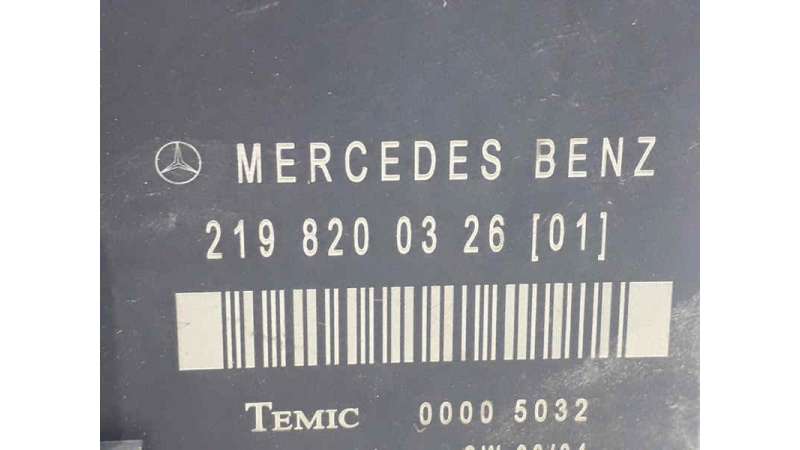 MERCEDES BENZ
219 820 03 26 [01]
TEMIC 0000 5032